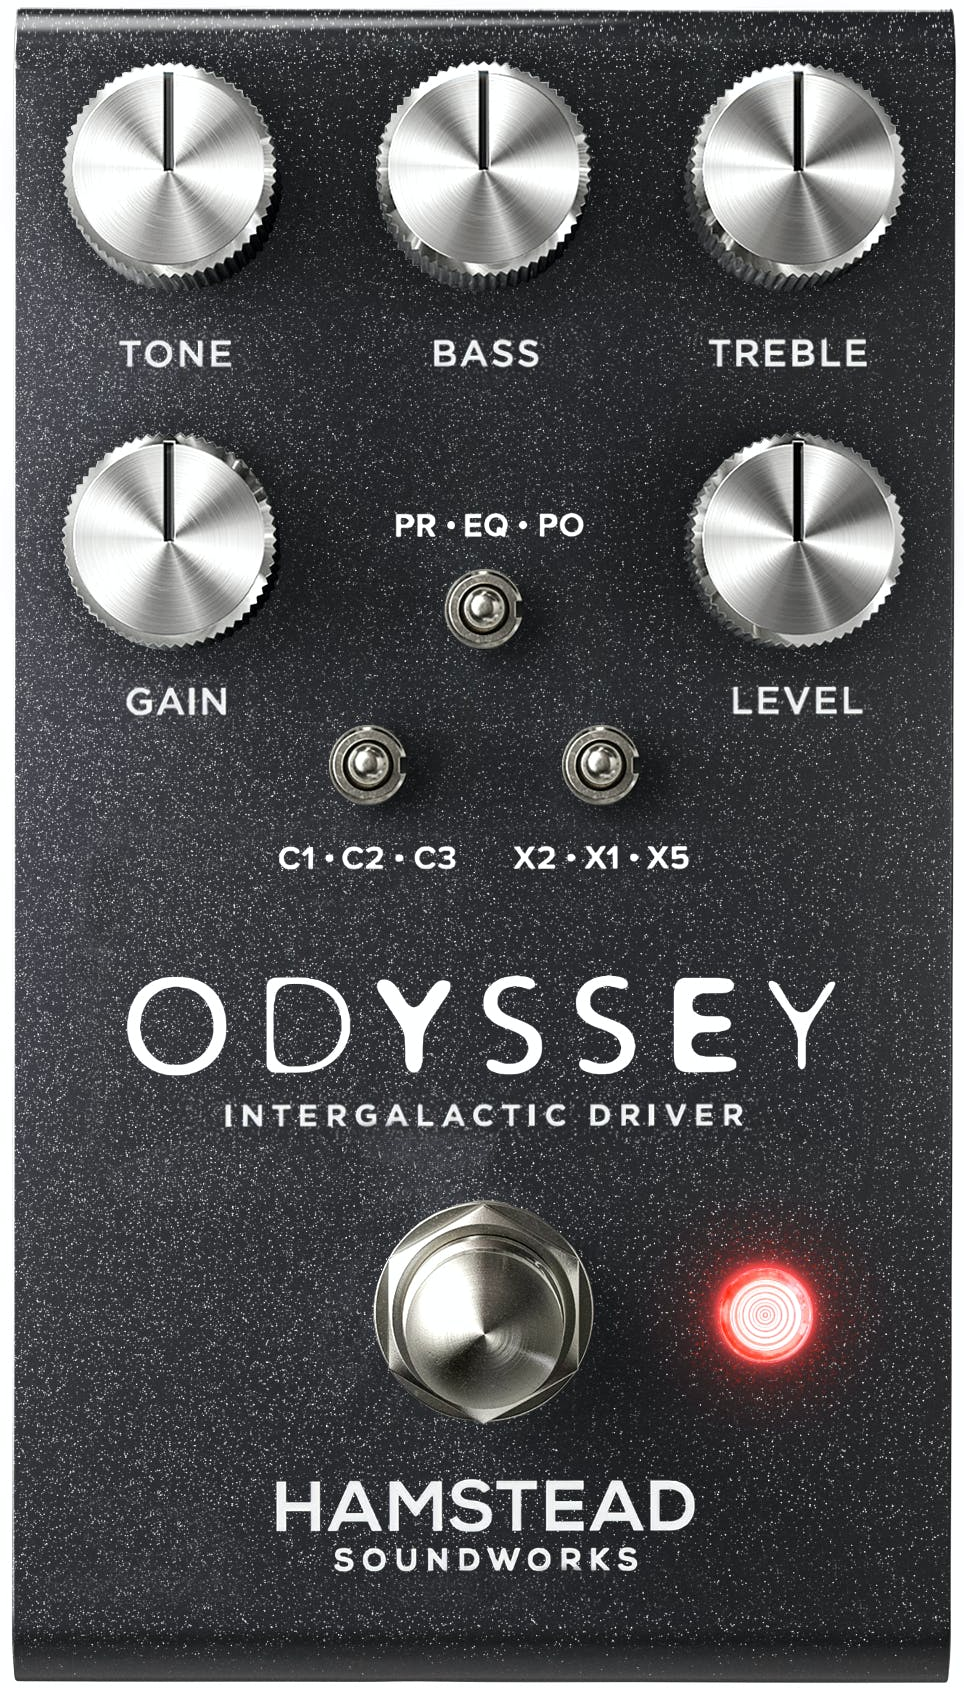 TONE BASS TREBLE
PR • EQ • PO
GAIN LEVEL
C1 • C2 • C3 X2 • X1 • X5
ODYSSEY
INTERGALACTIC DRIVER
HAMSTEAD
SOUNDWORKS